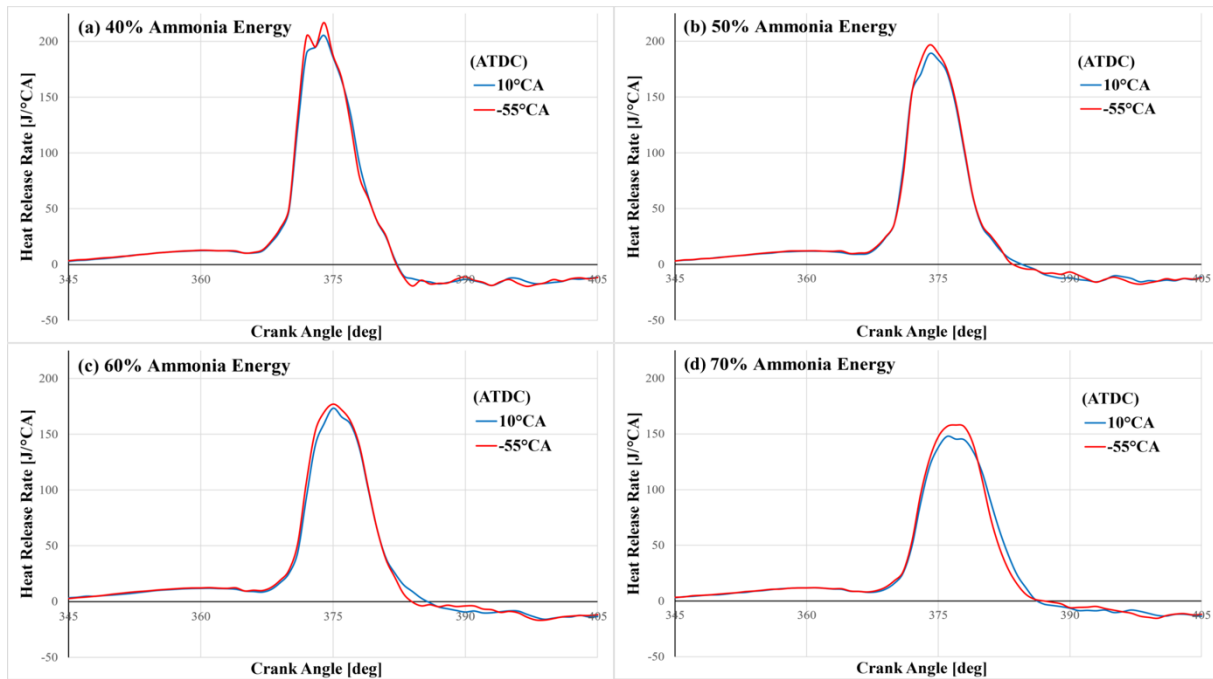 (a) 40% Ammonia Energy
Heat Release Rate [J/°CA]
200
150
100
50
0
-50
345
360
375
390
405
Crank Angle [deg]
(ATDC)
10°CA
-55°CA
(b) 50% Ammonia Energy
Heat Release Rate [J/°CA]
200
150
100
50
0
-50
345
360
375
390
405
Crank Angle [deg]
(ATDC)
10°CA
-55°CA
(c) 60% Ammonia Energy
Heat Release Rate [J/°CA]
200
150
100
50
0
-50
345
360
375
390
405
Crank Angle [deg]
(ATDC)
10°CA
-55°CA
(d) 70% Ammonia Energy
Heat Release Rate [J/°CA]
200
150
100
50
0
-50
345
360
375
390
405
Crank Angle [deg]
(ATDC)
10°CA
-55°CA